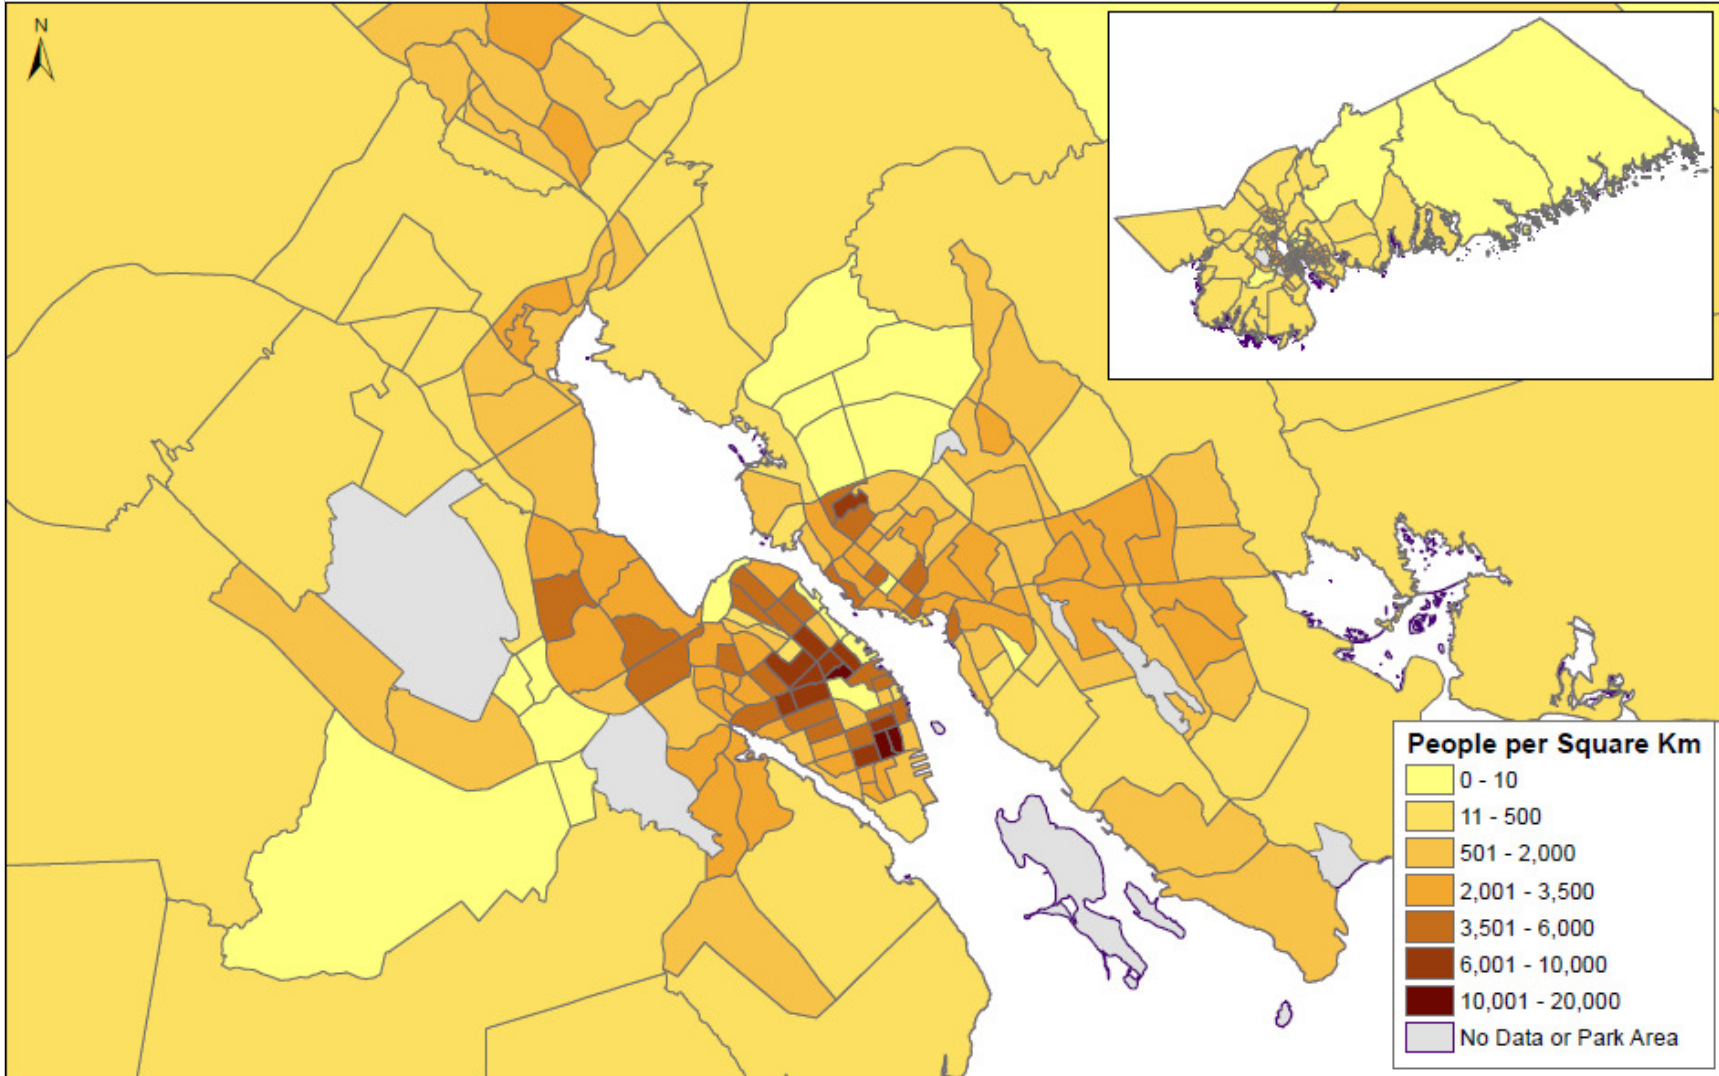 N
People per Square Km
0 - 10
11 - 500
501 - 2,000
2,001 - 3,500
3,501 - 6,000
6,001 - 10,000
10,001 - 20,000
No Data or Park Area